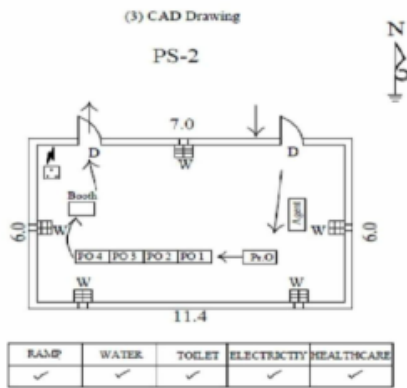 (3) CAD Drawing
PS-2
N
S
7.0
D
D
W
Booth
Agent
6.0
W
W
6.0
PO 4 PO 3 PO 2 PO 1
Pr.O
W
W
11.4
RAMP WATER TOILET ELECTRICTIY HEALTHCARE
✓ ✓ ✓ ✓ ✓